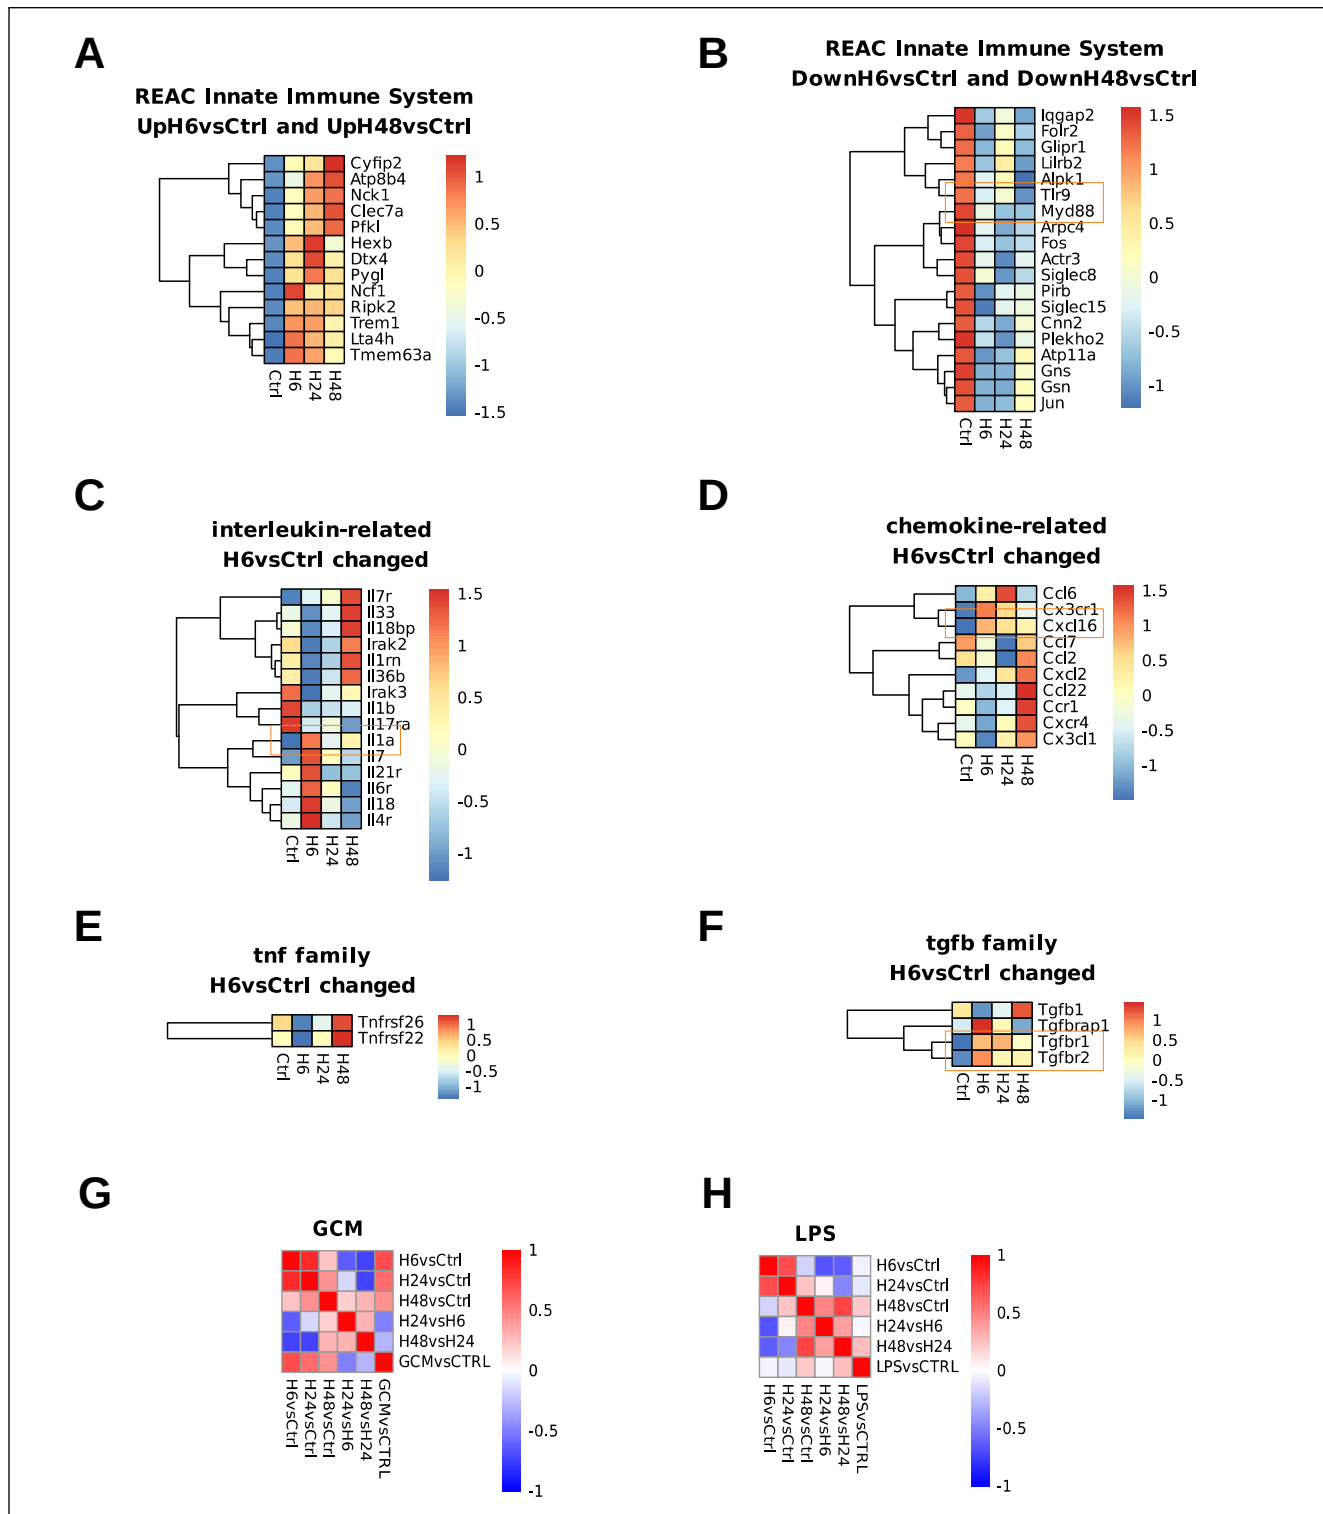 A
REAC Innate Immune System
UpH6vsCtrl and UpH48vsCtrl
Cyfip2
Atp8b4
Nck1
Clec7a
Pfkl
Hexb
Dtx4
Pygl
Ncf1
Ripk2
Trem1
Lta4h
Tmem63a
Ctrl
H6
H24
H48
1
0.5
0
-0.5
-1
-1.5
B
REAC Innate Immune System
DownH6vsCtrl and DownH48vsCtrl
Iqgap2
Folr2
Glipr1
Lilrb2
Alpk1
Tlr9
Myd88
Arpc4
Fos
Actr3
Siglec8
Pirb
Siglec15
Cnn2
Plekho2
Atp11a
Gns
Gsn
Jun
Ctrl
H6
H24
H48
1.5
1
0.5
0
-0.5
-1
C
interleukin-related
H6vsCtrl changed
Il7r
Il33
Il18bp
Irak2
Il1rn
Il36b
Irak3
Il1b
Il17ra
Il1a
Il7
Il21r
Il6r
Il18
Il4r
Ctrl
H6
H24
H48
1.5
1
0.5
0
-0.5
-1
D
chemokine-related
H6vsCtrl changed
Ccl6
Cx3cr1
Cxcl16
Ccl7
Ccl2
Cxcl2
Ccl22
Ccr1
Cxcr4
Cx3cl1
Ctrl
H6
H24
H48
1.5
1
0.5
0
-0.5
-1
E
tnf family
H6vsCtrl changed
Tnfrsf26
Tnfrsf22
Ctrl
H6
H24
H48
1
0.5
0
-0.5
-1
F
tgfb family
H6vsCtrl changed
Tgfb1
Tgfbrap1
Tgfbr1
Tgfbr2
Ctrl
H6
H24
H48
1
0.5
0
-0.5
-1
G
GCM
H6vsCtrl
H24vsCtrl
H48vsCtrl
H24vsH6
H48vsH24
GCMvsCTRL
H6vsCtrl
H24vsCtrl
H48vsCtrl
H24vsH6
H48vsH24
GCMvsCTRL
1
0.5
0
-0.5
-1
H
LPS
H6vsCtrl
H24vsCtrl
H48vsCtrl
H24vsH6
H48vsH24
LPSvsCTRL
H6vsCtrl
H24vsCtrl
H48vsCtrl
H24vsH6
H48vsH24
LPSvsCTRL
1
0.5
0
-0.5
-1